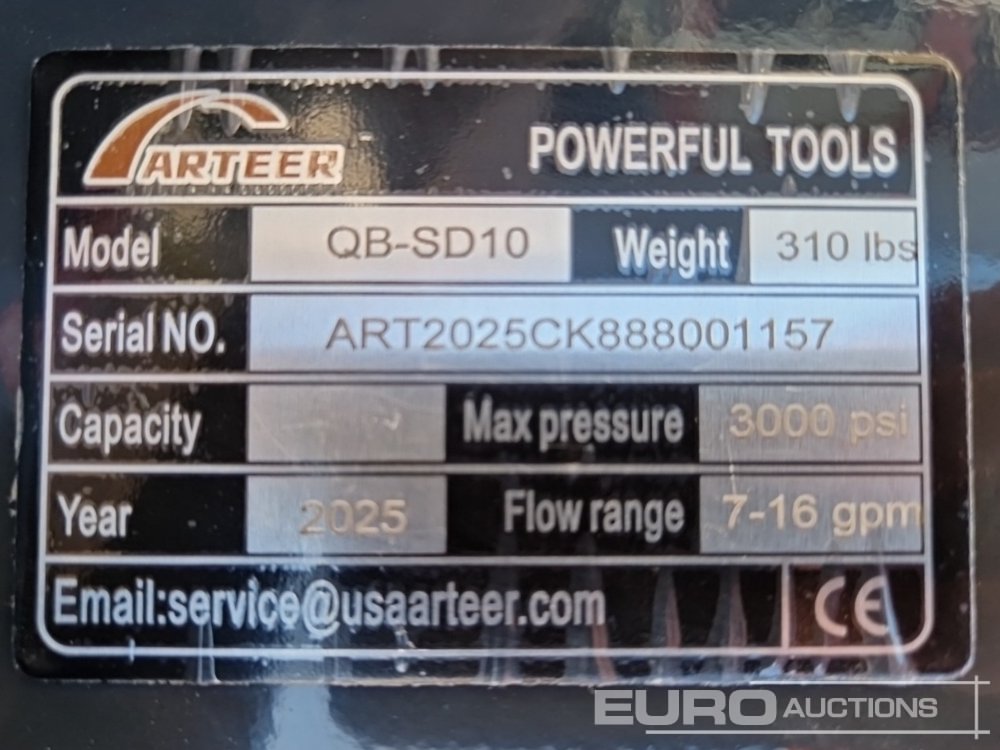 ARTEER POWERFUL TOOLS
Model QB-SD10 Weight 310 lbs
Serial NO. ART2025CK888001157
Capacity Max pressure 3000 psi
Year 2025 Flow range 7-16 gpm
Email:service@usaarteer.com CE
EURO AUCTIONS